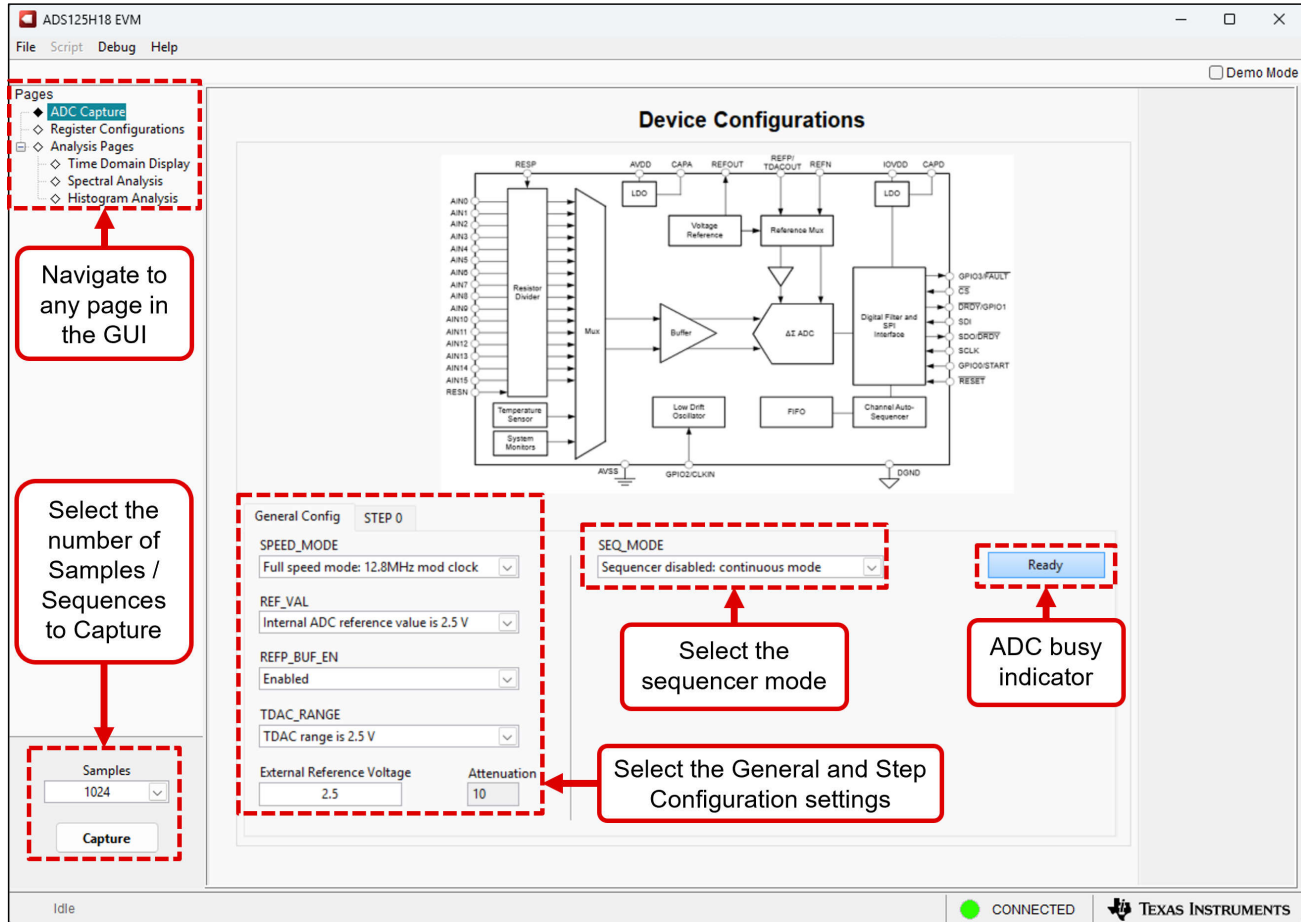 ADS125H18 EVM
File Script Debug Help
Demo Mode
Pages
ADC Capture
Register Configurations
Analysis Pages
Time Domain Display
Spectral Analysis
Histogram Analysis
Navigate to
any page in
the GUI
Select the
number of
Samples /
Sequences
to Capture
Samples
1024
Capture
Device Configurations
RESP
AVDD
CAPA
REFOUT
REFP/
TDACOUT
REFN
IOVDD
CAPD
LDO
LDO
AIN0
AIN1
AIN2
AIN3
AIN4
AIN5
AIN6
AIN7
AIN8
AIN9
AIN10
AIN11
AIN12
AIN13
AIN14
AIN15
RESN
Resistor
Divider
Mux
Voltage
Reference
Reference Mux
Buffer
ΔΣ ADC
Digital Filter and
SPI
Interface
GPIO3/FAULT
CS
DRDY/GPIO1
SDI
SDO/DRDY
SCLK
GPIO0/START
RESET
Temperature
Sensor
System
Monitors
Low Drift
Oscillator
FIFO
Channel Auto-
Sequencer
AVSS
GPIO2/CLKIN
DGND
General Config
STEP 0
SPEED_MODE
Full speed mode: 12.8MHz mod clock
REF_VAL
Internal ADC reference value is 2.5 V
REFP_BUF_EN
Enabled
TDAC_RANGE
TDAC range is 2.5 V
External Reference Voltage
2.5
Attenuation
10
SEQ_MODE
Sequencer disabled: continuous mode
Ready
Select the
sequencer mode
ADC busy
indicator
Select the General and Step
Configuration settings
Idle
CONNECTED
TEXAS INSTRUMENTS